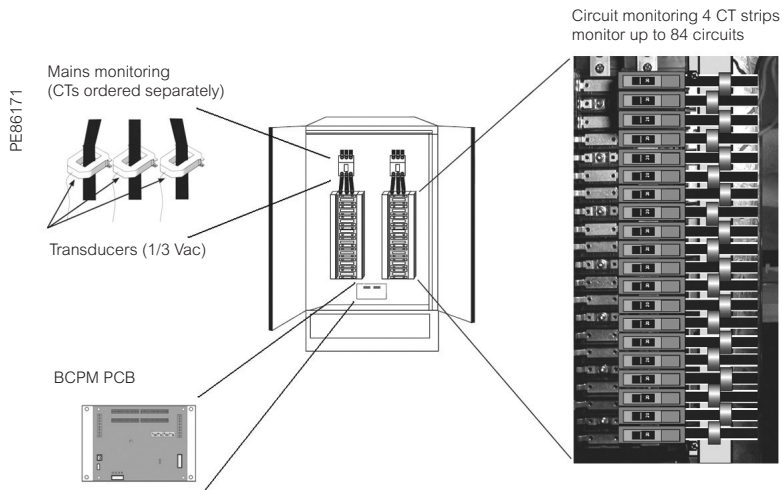 Circuit monitoring 4 CT strips
monitor up to 84 circuits
Mains monitoring
(CTs ordered separately)
PE86171
Transducers (1/3 Vac)
BCPM PCB